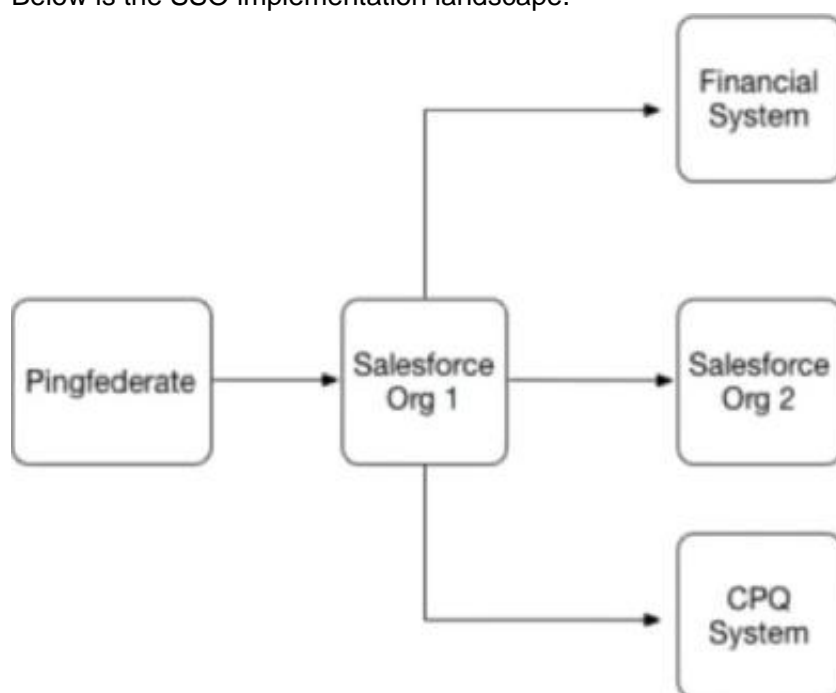 Below is the SSO implementation landscape:
Financial
System
Pingfederate
Salesforce
Org 1
Salesforce
Org 2
CPQ
System